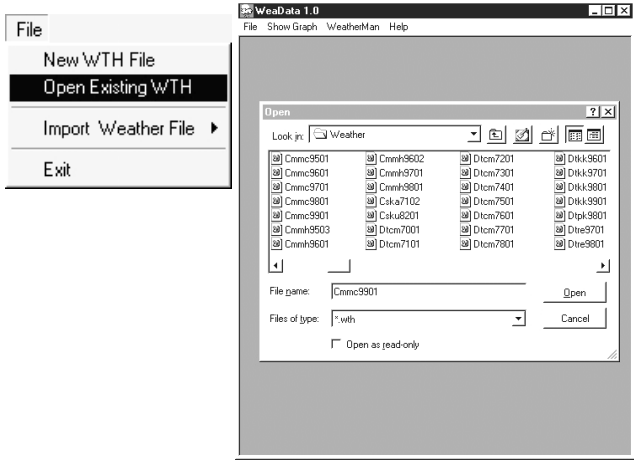 File
New WTH File
Open Existing WTH
Import Weather File
Exit
WeaData 1.0
File Show Graph WeatherMan Help
Open
Look in: Weather
Cmmc9501 Cmmh9602 Dtcm7201 Dtkk9601
Cmmc9601 Cmmh9701 Dtcm7301 Dtkk9701
Cmmc9701 Cmmh9801 Dtcm7401 Dtkk9801
Cmmc9801 Cska7102 Dtcm7501 Dtkk9901
Cmmc9901 Csku8201 Dtcm7601 Dtpk9801
Cmmh9503 Dtcm7001 Dtcm7701 Dtre9701
Cmmh9601 Dtcm7101 Dtcm7801 Dtre9801
File name: Cmmc9901 Open
Files of type: *.wth Cancel
Open as read-only